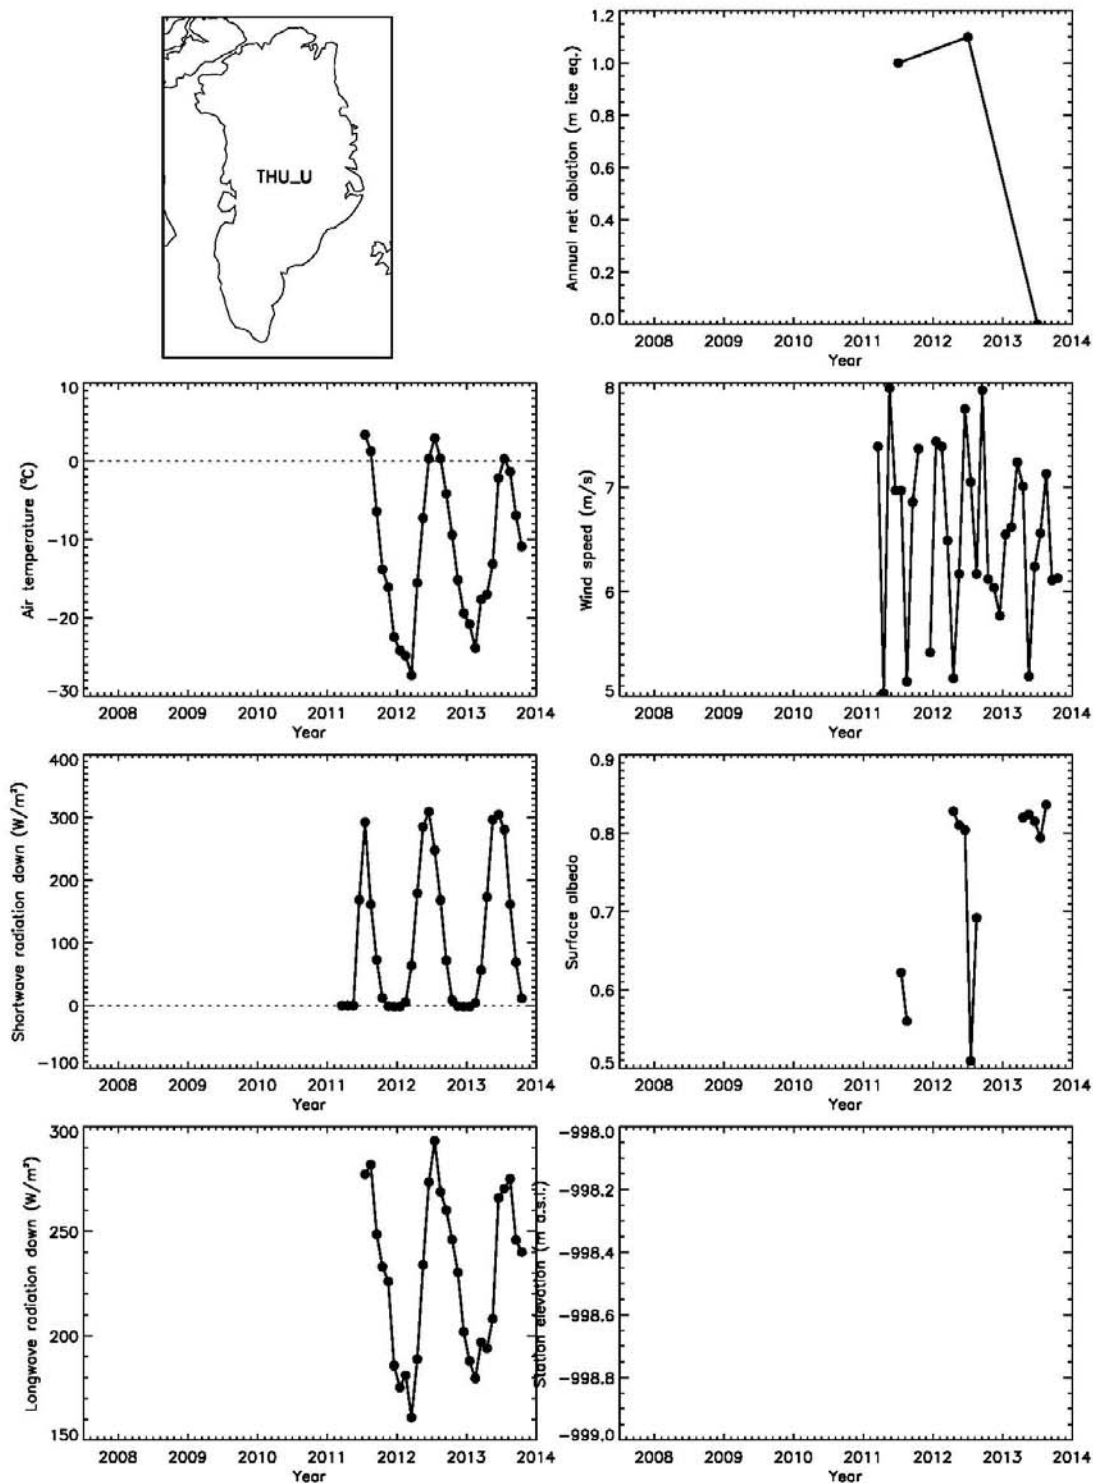 THU_U
Annual net ablation (m ice eq.)
1.2
1.0
0.8
0.6
0.4
0.2
0.0
2008 2009 2010 2011 2012 2013 2014
Year
Air temperature (°C)
10
0
−10
−20
−30
2008 2009 2010 2011 2012 2013 2014
Year
Wind speed (m/s)
8
7
6
5
2008 2009 2010 2011 2012 2013 2014
Year
Shortwave radiation down (W/m²)
400
300
200
100
0
−100
2008 2009 2010 2011 2012 2013 2014
Year
Surface albedo
0.9
0.8
0.7
0.6
0.5
2008 2009 2010 2011 2012 2013 2014
Year
Longwave radiation down (W/m²)
300
250
200
150
2008 2009 2010 2011 2012 2013 2014
Year
Station elevation (m a.s.l.)
−998.0
−998.2
−998.4
−998.6
−998.8
−999.0
2008 2009 2010 2011 2012 2013 2014
Year